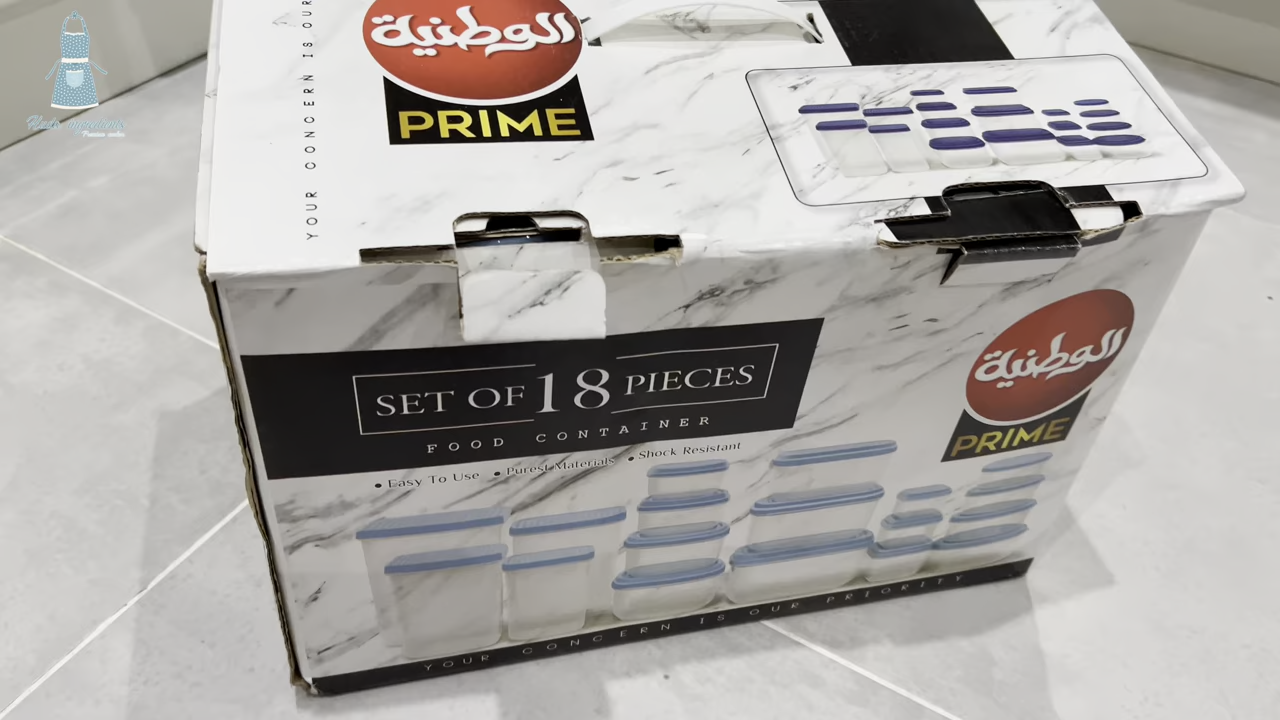 YOUR CONCERN IS OUR
الوطنية
PRIME
SET OF 18 PIECES
FOOD CONTAINER
• Easy To Use • Purest Materials • Shock Resistant
الوطنية
PRIME
YOUR CONCERN IS OUR PRIORITY